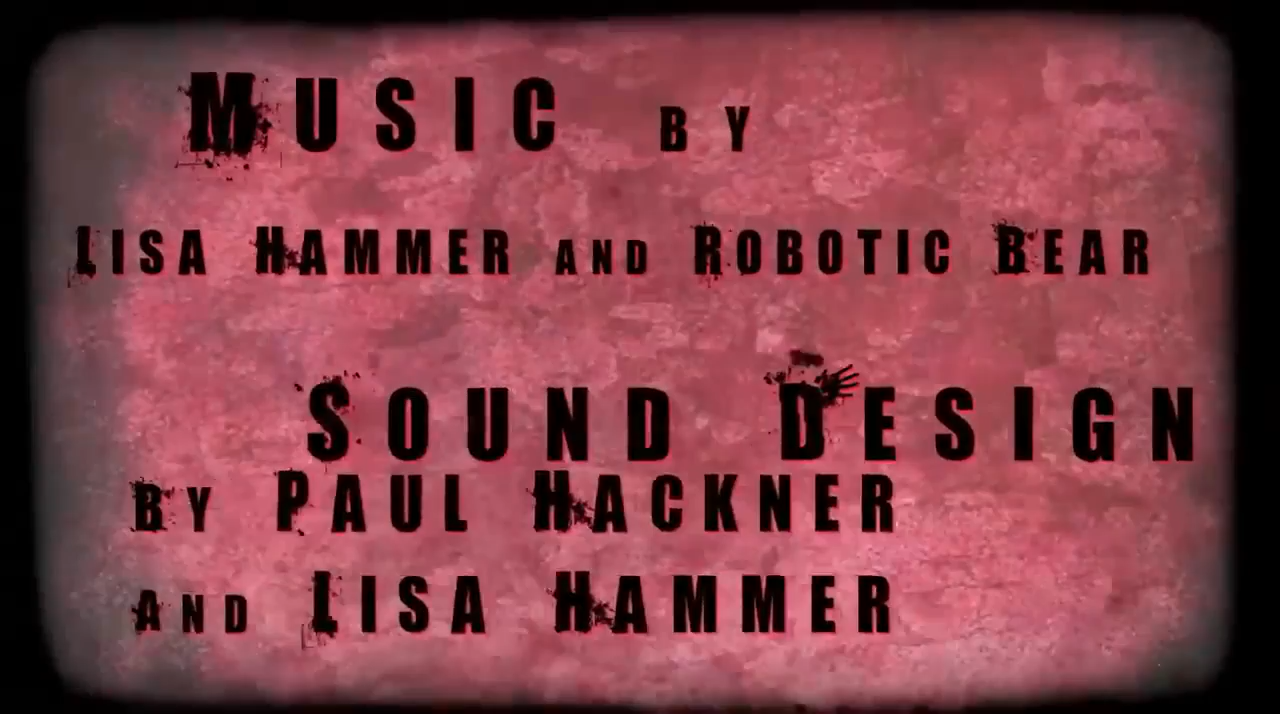 Music by
Lisa Hammer and Robotic Bear
Sound Design
by Paul Hackner
and Lisa Hammer